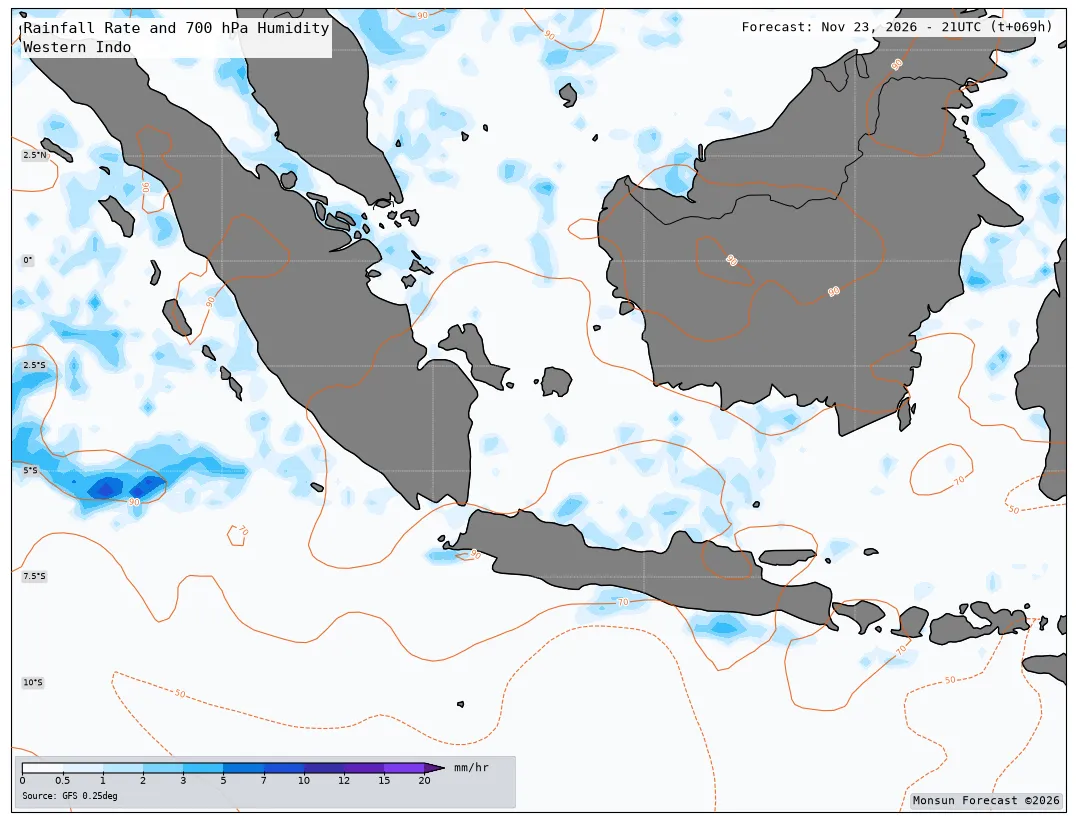 Rainfall Rate and 700 hPa Humidity
Western Indo
Forecast: Nov 23, 2026 - 21UTC (t+069h)
90
90
90
2.5°N
90
0°
90
90
90
2.5°S
5°S
90
70
50
70
90
7.5°S
70
70
10°S
50
50
0 0.5 1 2 3 5 7 10 12 15 20 mm/hr
Source: GFS 0.25deg
Monsun Forecast ©2026